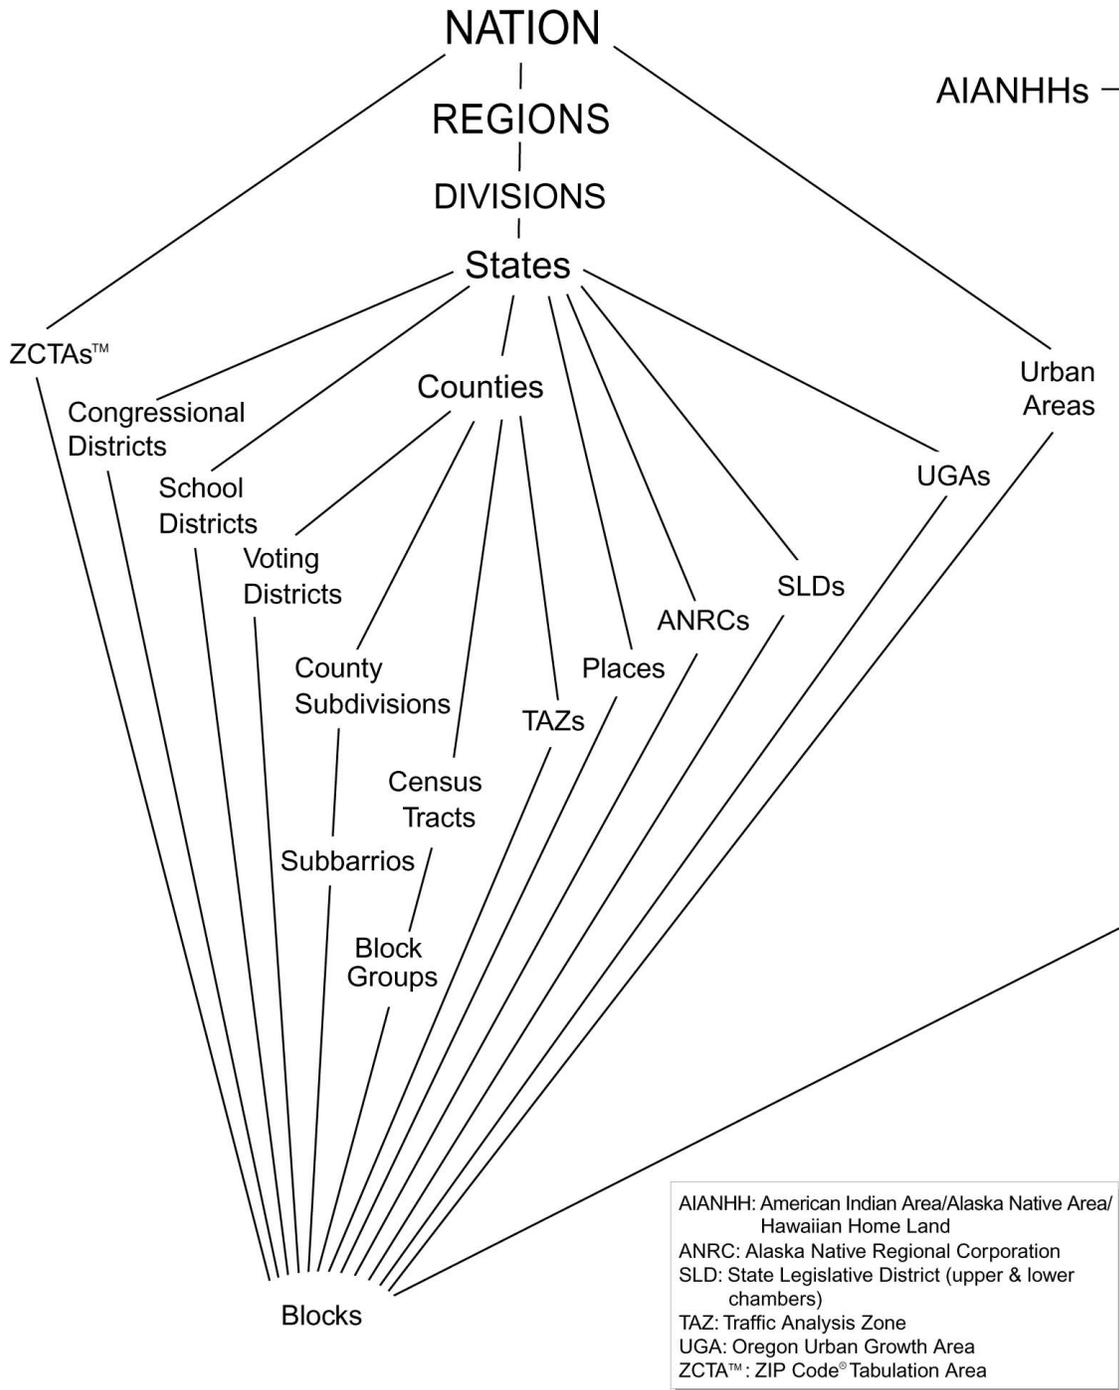 NATION
AIANHHs
REGIONS
DIVISIONS
States
ZCTAs™
Urban
Areas
Counties
Congressional
Districts
UGAs
School
Districts
Voting
Districts
SLDs
ANRCs
County
Subdivisions
Places
TAZs
Census
Tracts
Subbarrios
Block
Groups
Blocks
AIANHH: American Indian Area/Alaska Native Area/
Hawaiian Home Land
ANRC: Alaska Native Regional Corporation
SLD: State Legislative District (upper & lower
chambers)
TAZ: Traffic Analysis Zone
UGA: Oregon Urban Growth Area
ZCTA™: ZIP Code® Tabulation Area